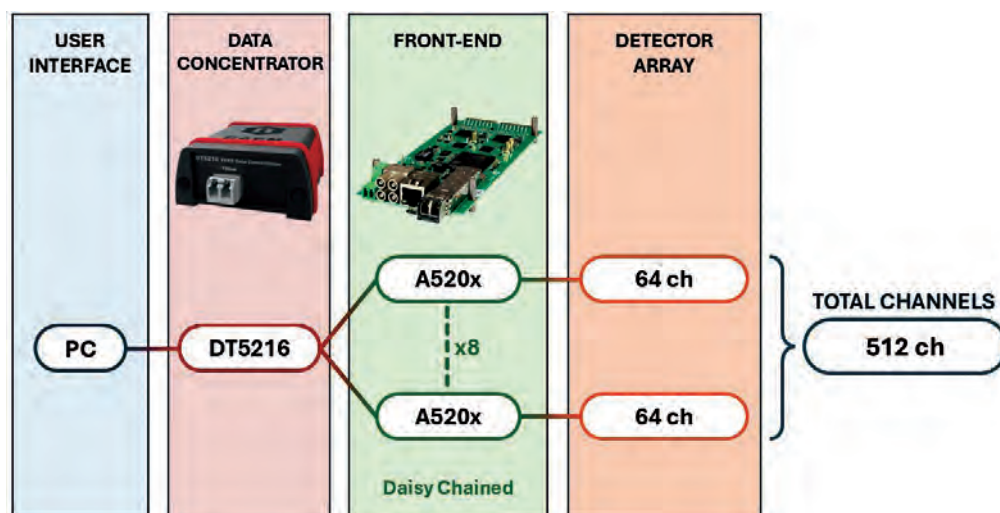 USER
INTERFACE
DATA
CONCENTRATOR
FRONT-END
DETECTOR
ARRAY
A520x
64 ch
TOTAL CHANNELS
PC
DT5216
x8
512 ch
A520x
64 ch
Daisy Chained